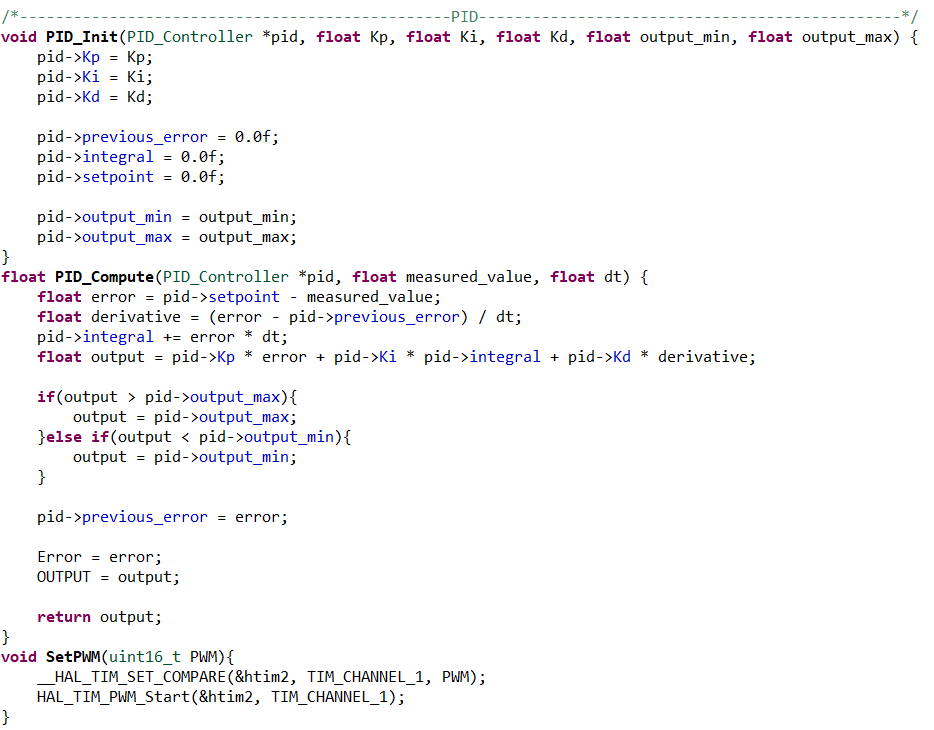 /*------------------------------------------------PID-----------------------------------------------*/
void PID_Init(PID_Controller *pid, float Kp, float Ki, float Kd, float output_min, float output_max) {
    pid->Kp = Kp;
    pid->Ki = Ki;
    pid->Kd = Kd;

    pid->previous_error = 0.0f;
    pid->integral = 0.0f;
    pid->setpoint = 0.0f;

    pid->output_min = output_min;
    pid->output_max = output_max;
}
float PID_Compute(PID_Controller *pid, float measured_value, float dt) {
    float error = pid->setpoint - measured_value;
    float derivative = (error - pid->previous_error) / dt;
    pid->integral += error * dt;
    float output = pid->Kp * error + pid->Ki * pid->integral + pid->Kd * derivative;

    if(output > pid->output_max){
        output = pid->output_max;
    }else if(output < pid->output_min){
        output = pid->output_min;
    }

    pid->previous_error = error;

    Error = error;
    OUTPUT = output;

    return output;
}
void SetPWM(uint16_t PWM){
    __HAL_TIM_SET_COMPARE(&htim2, TIM_CHANNEL_1, PWM);
    HAL_TIM_PWM_Start(&htim2, TIM_CHANNEL_1);
}